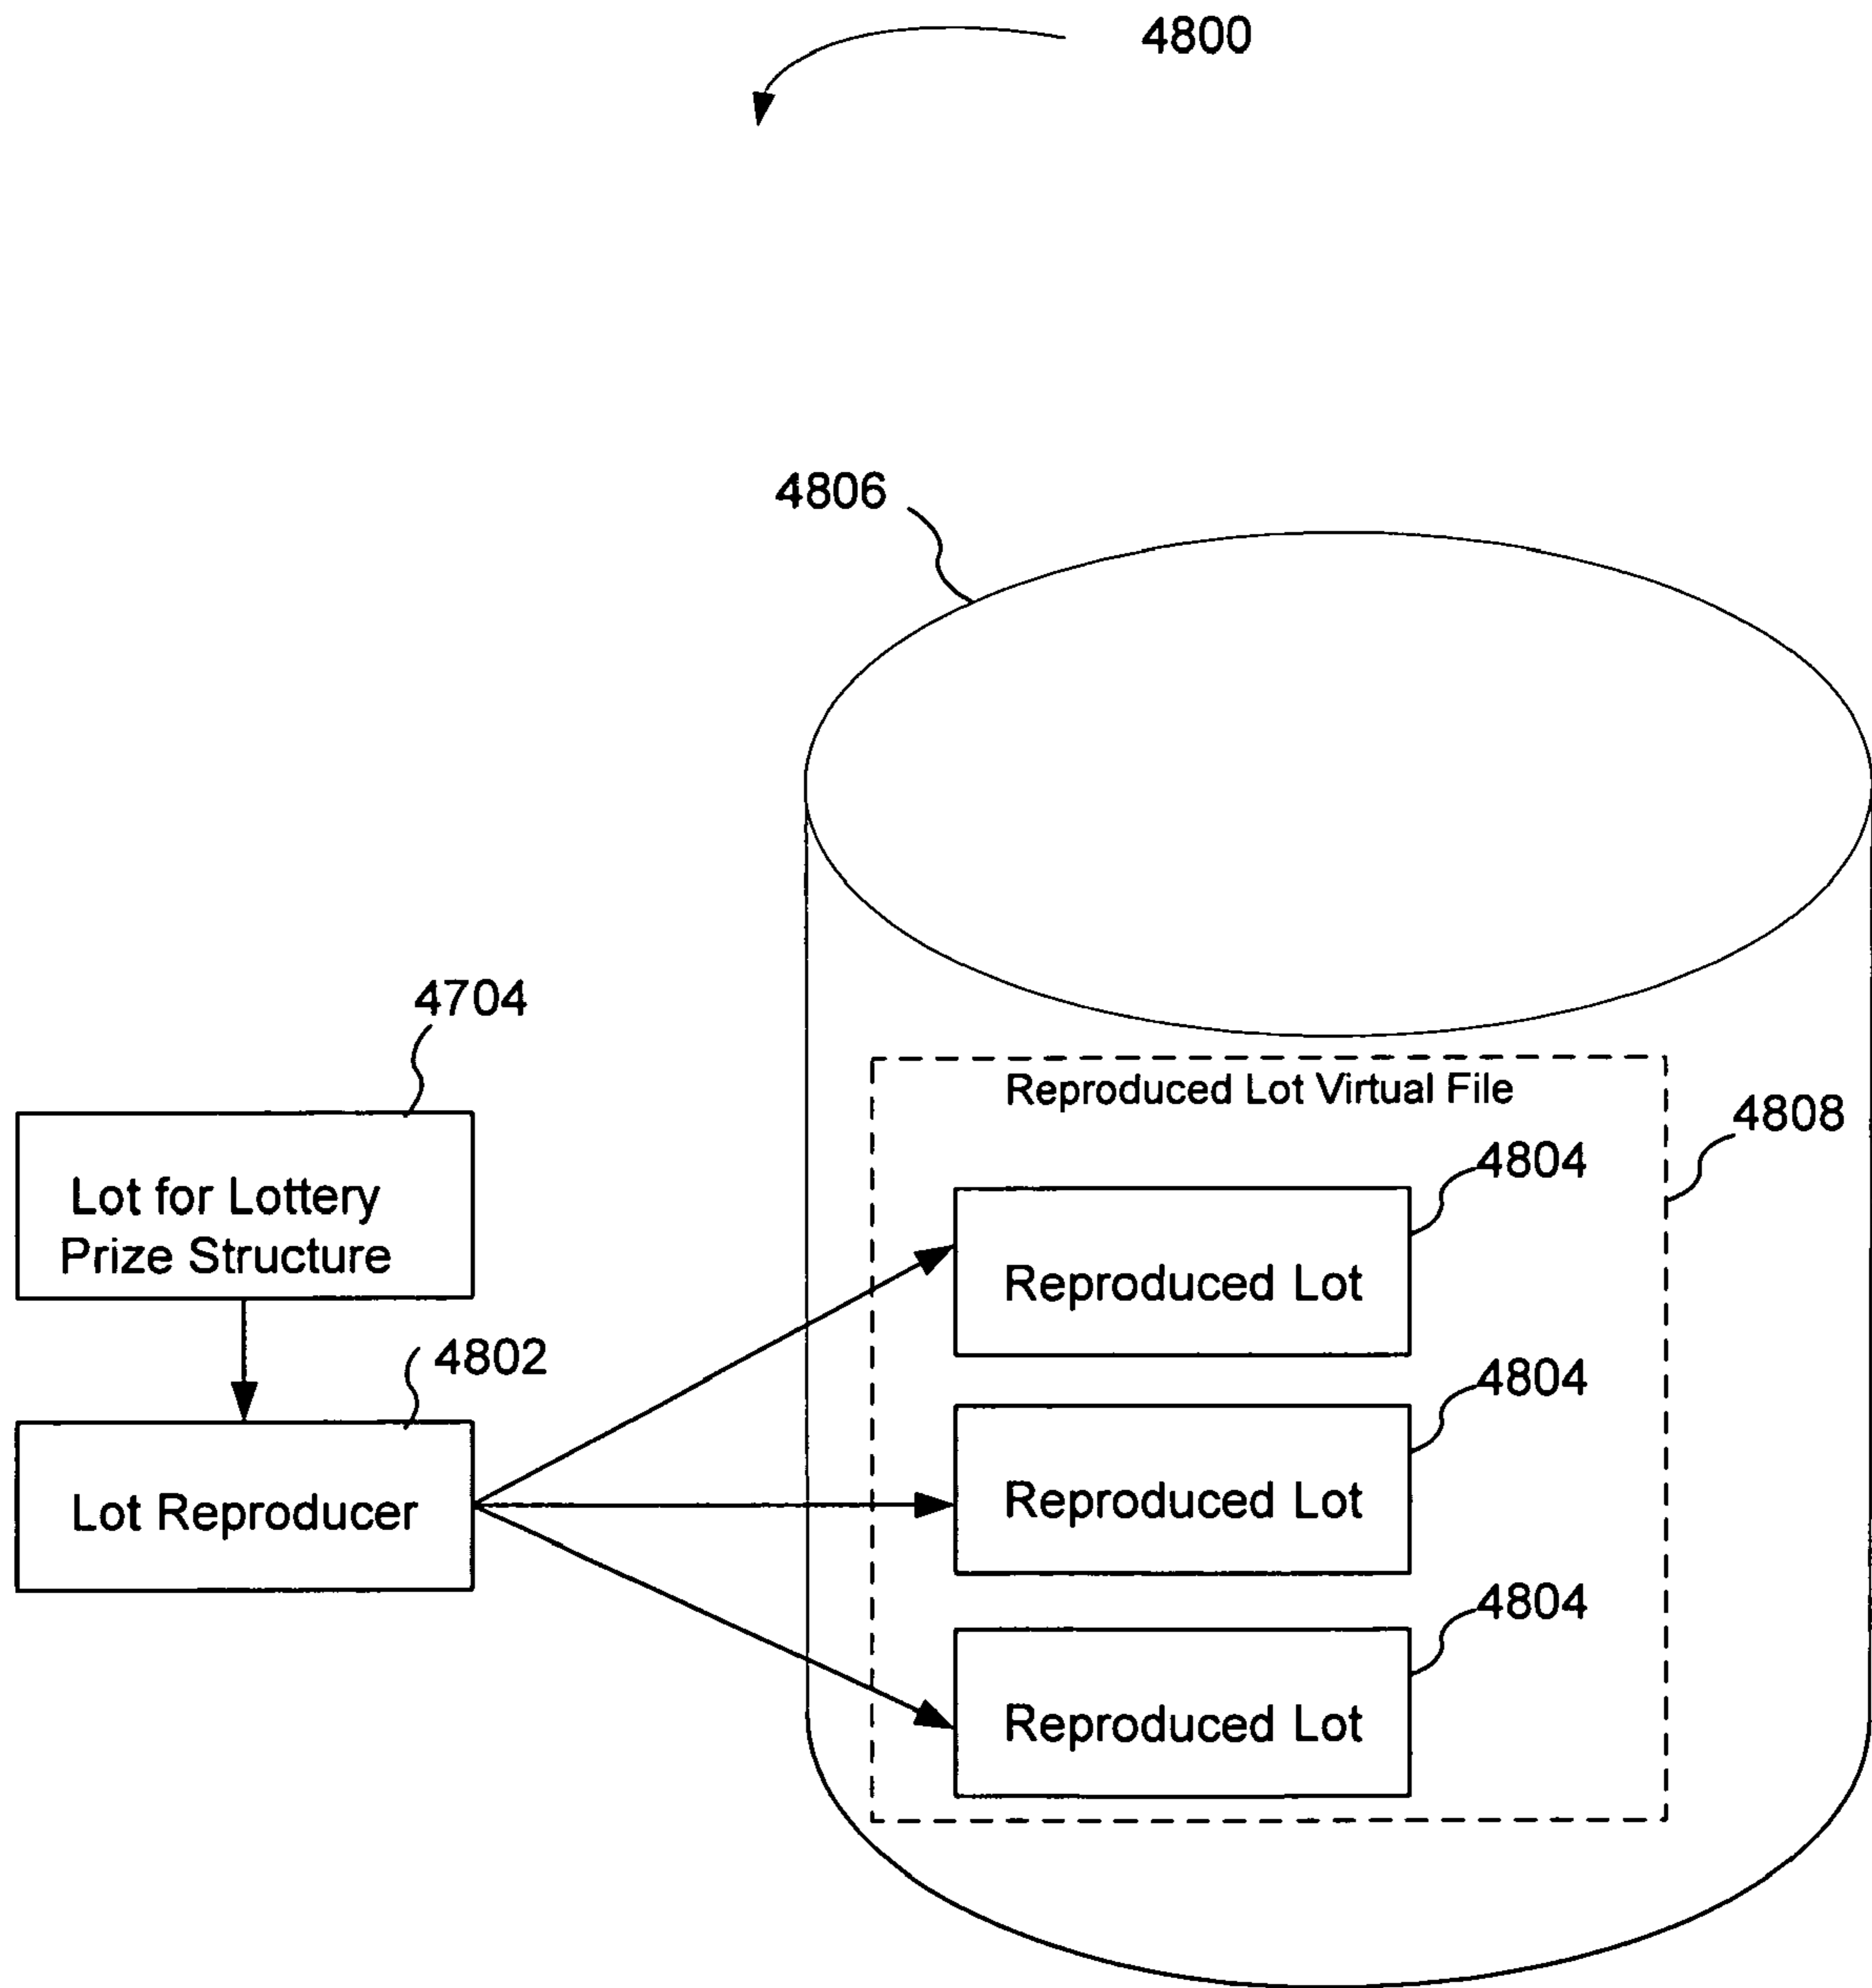 4800
4806
4704
Lot for Lottery
Prize Structure
4802
Lot Reproducer
Reproduced Lot Virtual File
4808
4804
Reproduced Lot
4804
Reproduced Lot
4804
Reproduced Lot